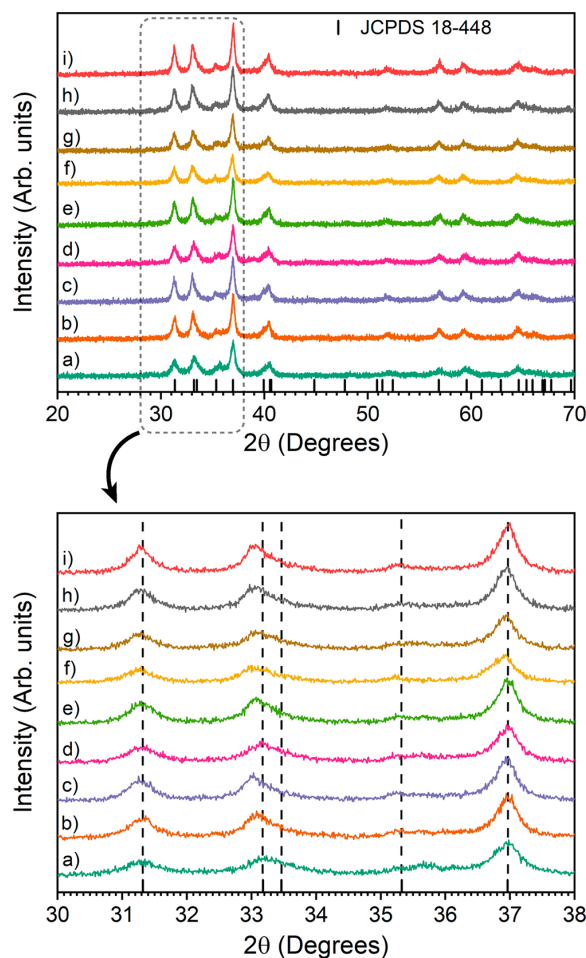 JCPDS 18-448
i)
h)
g)
f)
e)
d)
c)
b)
a)
Intensity (Arb. units)
20 30 40 50 60 70
2θ (Degrees)
i)
h)
g)
f)
e)
d)
c)
b)
a)
Intensity (Arb. units)
30 31 32 33 34 35 36 37 38
2θ (Degrees)